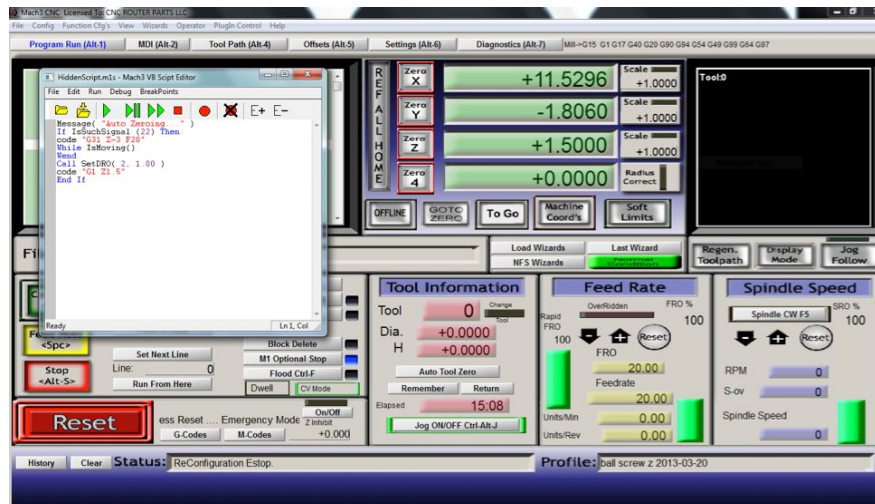 Mach3 CNC Licensed To: CNC ROUTER PARTS LLC
File Config Function Cfg's View Wizards Operator PlugIn Control Help
Program Run (Alt-1) MDI (Alt-2) Tool Path (Alt-4) Offsets (Alt-5) Settings (Alt-6) Diagnostics (Alt-7) Mill->G15 G1 G17 G40 G20 G90 G94 G54 G49 G99 G64 G97
HiddenScript.m1s - Mach3 VB Scipt Editor
File Edit Run Debug BreakPoints
E+ E-
Message( "Auto Zeroing..." )
If IsSuchSignal (22) Then
code "G31 Z-3 F20"
While IsMoving()
Wend
Call SetDRO( 2, 1.00 )
code "G1 Z1.5"
End If
Ready Ln 1, Col
REF ALL HOME
Zero X +11.5296 Scale +1.0000
Zero Y -1.8060 Scale +1.0000
Zero Z +1.5000 Scale +1.0000
Zero 4 +0.0000 Radius Correct
OFFLINE GOTO ZERO To Go Machine Coord's Soft Limits
Tool:0
Fil
Load Wizards Last Wizard
NFS Wizards Normal Condition
Regen. Toolpath Display Mode Jog Follow
<Spc>
Stop
<Alt-S>
Set Next Line
Line: 0
Run From Here
Block Delete
M1 Optional Stop
Flood Ctrl-F
Dwell CV Mode
Reset
ess Reset .... Emergency Mode
G-Codes M-Codes
On/Off
Z Inhibit
+0.000
Tool Information
Tool 0 Change Tool
Dia. +0.0000
H +0.0000
Auto Tool Zero
Remember Return
Elapsed 15:08
Jog ON/OFF Ctrl-Alt-J
Feed Rate
OverRidden FRO %
100
Rapid FRO
100
Reset
FRO
20.00
Feedrate
20.00
Units/Min 0.00
Units/Rev 0.00
Spindle Speed
Spindle CW F5
SRO %
100
Reset
RPM 0
S-ov 0
Spindle Speed
0
History Clear Status: ReConfiguration Estop. Profile: ball screw z 2013-03-20